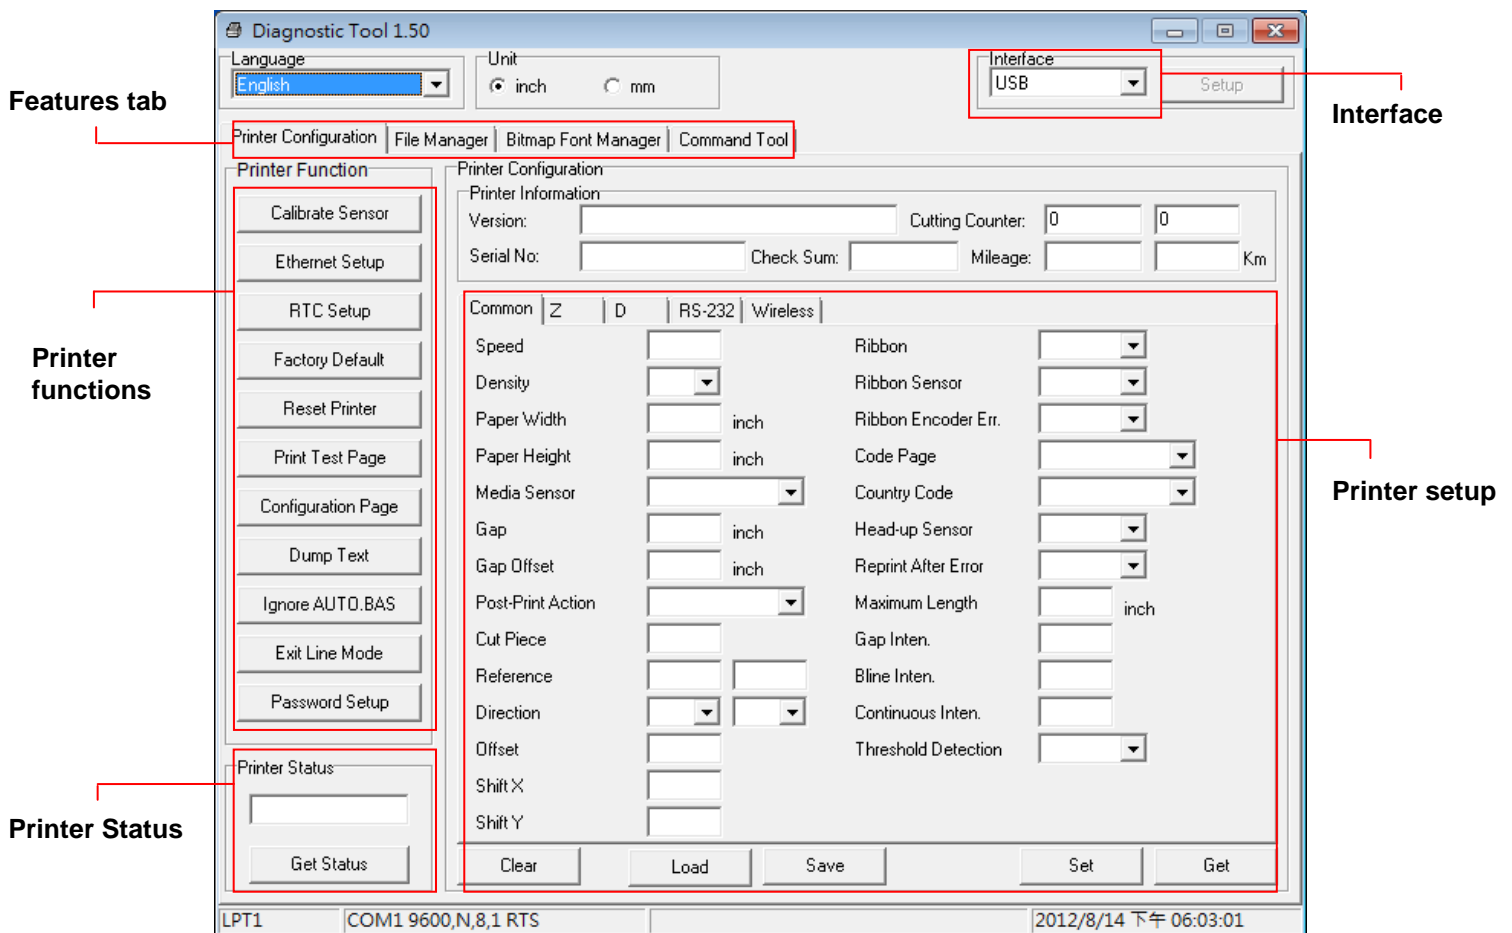 Diagnostic Tool 1.50
Language
English
Unit
inch
mm
Interface
USB
Setup
Features tab
Interface
Printer Configuration
File Manager
Bitmap Font Manager
Command Tool
Printer Function
Calibrate Sensor
Ethernet Setup
RTC Setup
Factory Default
Reset Printer
Print Test Page
Configuration Page
Dump Text
Ignore AUTO.BAS
Exit Line Mode
Password Setup
Printer functions
Printer Status
Get Status
Printer Status
Printer Configuration
Printer Information
Version:
Cutting Counter: 0 0
Serial No:
Check Sum:
Mileage:
Km
Common
Z
D
RS-232
Wireless
Speed
Density
Paper Width inch
Paper Height inch
Media Sensor
Gap inch
Gap Offset inch
Post-Print Action
Cut Piece
Reference
Direction
Offset
Shift X
Shift Y
Ribbon
Ribbon Sensor
Ribbon Encoder Err.
Code Page
Country Code
Head-up Sensor
Reprint After Error
Maximum Length inch
Gap Inten.
Bline Inten.
Continuous Inten.
Threshold Detection
Printer setup
Clear
Load
Save
Set
Get
LPT1
COM1 9600,N,8,1 RTS
2012/8/14 下午 06:03:01